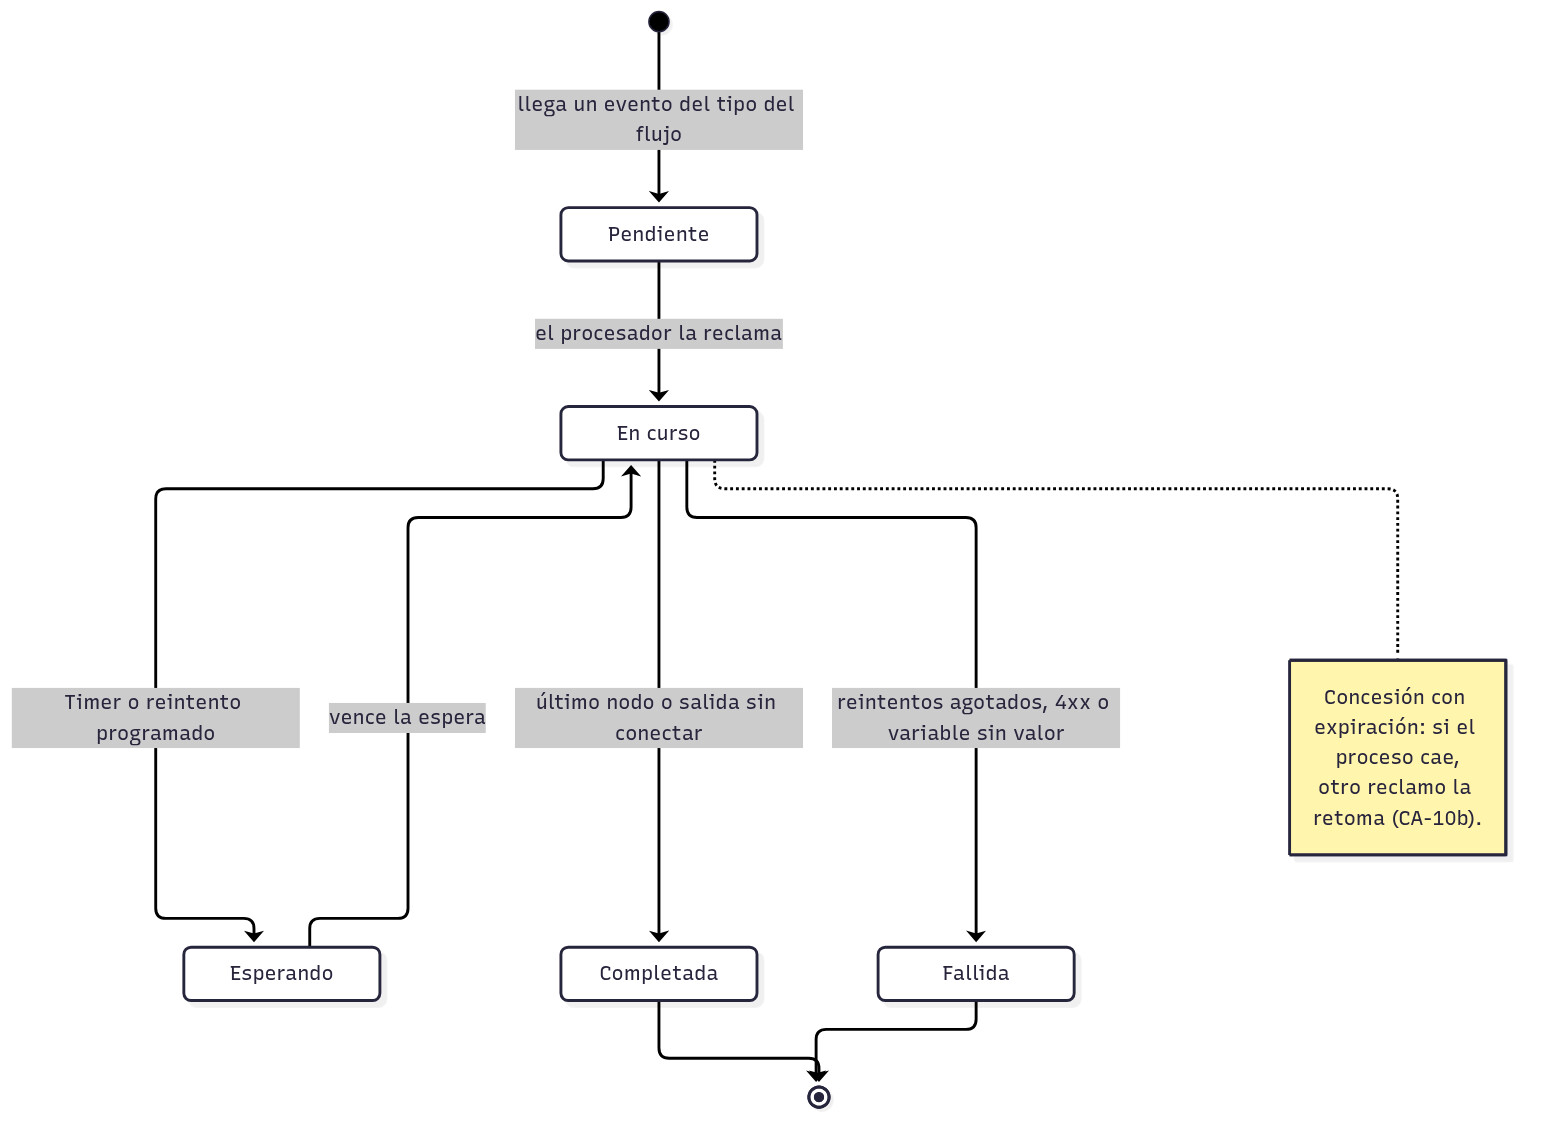 llega un evento del tipo del
flujo
Pendiente
el procesador la reclama
En curso
Timer o reintento
programado
vence la espera
último nodo o salida sin
conectar
reintentos agotados, 4xx o
variable sin valor
Concesión con
expiración: si el
proceso cae,
otro reclamo la
retoma (CA-10b).
Esperando
Completada
Fallida